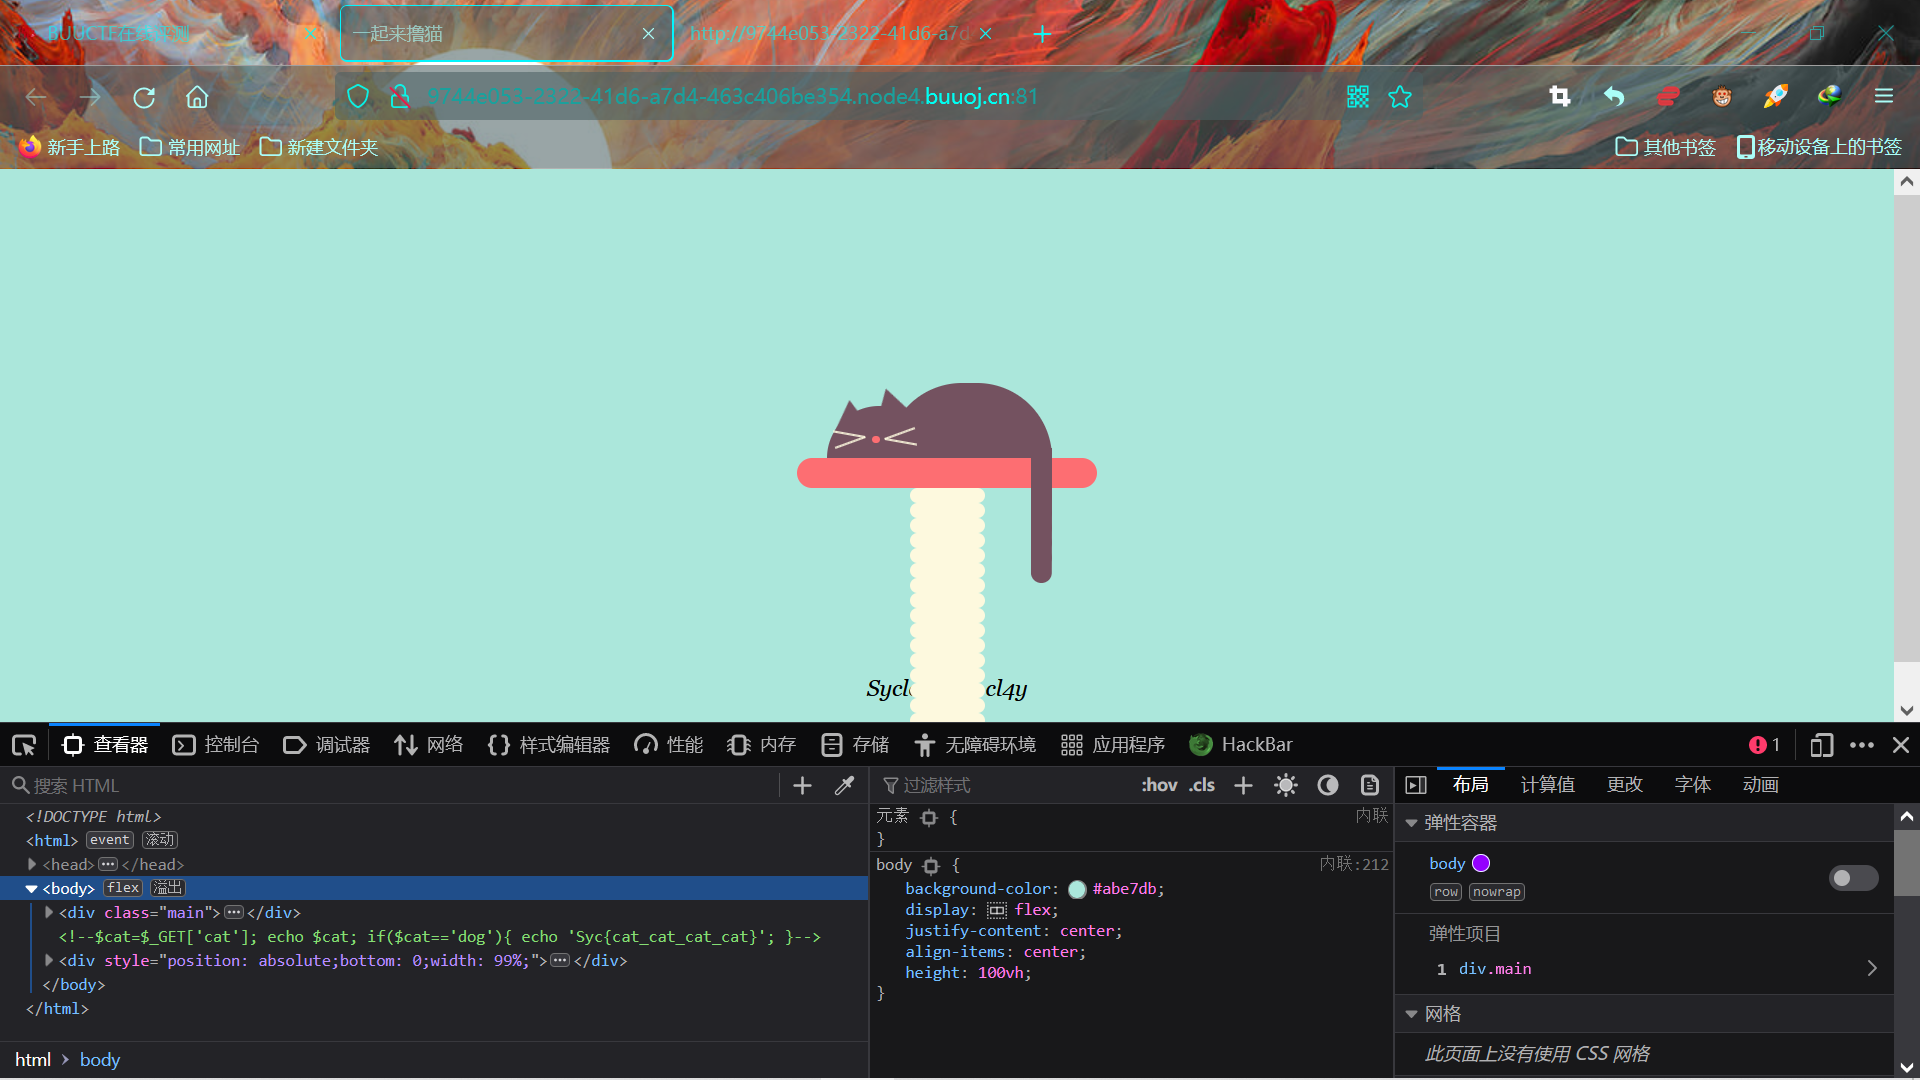 BUUCTF在线评测
一起来撸猫
http://9744e053-2322-41d6-a7d
9744e053-2322-41d6-a7d4-463c406be354.node4.buuoj.cn:81
新手上路 常用网址 新建文件夹 其他书签 移动设备上的书签
Sycl cl4y
查看器 控制台 调试器 网络 样式编辑器 性能 内存 存储 无障碍环境 应用程序 HackBar 1
搜索 HTML
<!DOCTYPE html>
<html> event 滚动
<head> ••• </head>
<body> flex 溢出
<div class="main"> ••• </div>
<!--$cat=$_GET['cat']; echo $cat; if($cat=='dog'){ echo 'Syc{cat_cat_cat_cat}'; }-->
<div style="position: absolute;bottom: 0;width: 99%;"> ••• </div>
</body>
</html>
html > body
过滤样式 :hov .cls
元素 { 内联
}
body { 内联:212
background-color: #abe7db;
display: flex;
justify-content: center;
align-items: center;
height: 100vh;
}
布局 计算值 更改 字体 动画
弹性容器
body
row nowrap
弹性项目
1 div.main
网格
此页面上没有使用 CSS 网格